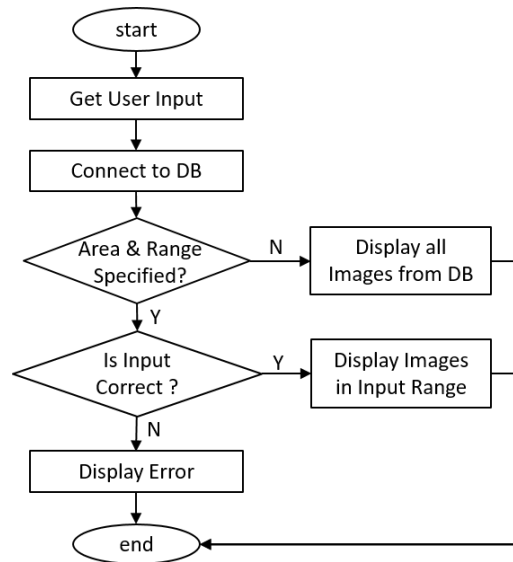 start
Get User Input
Connect to DB
Area & Range
Specified?
N
Display all
Images from DB
Y
Is Input
Correct ?
Y
Display Images
in Input Range
N
Display Error
end